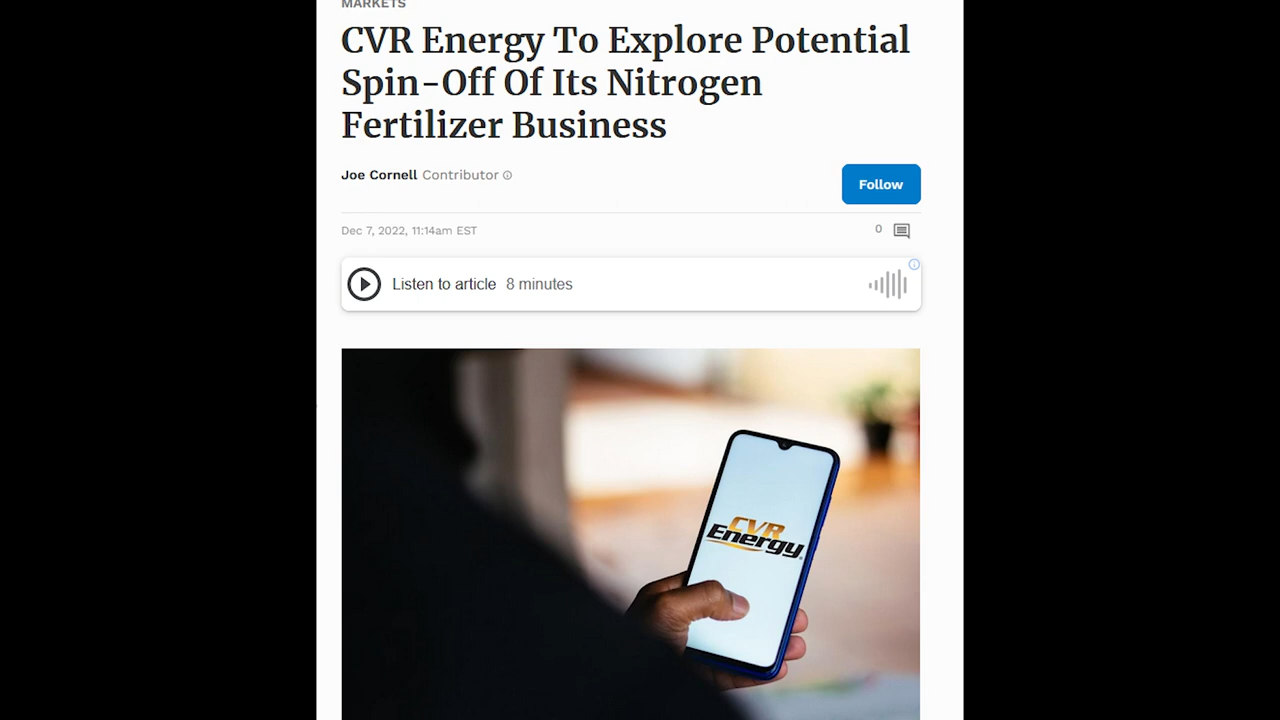 MARKETS
CVR Energy To Explore Potential
Spin-Off Of Its Nitrogen
Fertilizer Business
Joe Cornell Contributor
Follow
Dec 7, 2022, 11:14am EST
0
Listen to article 8 minutes
CVR
Energy